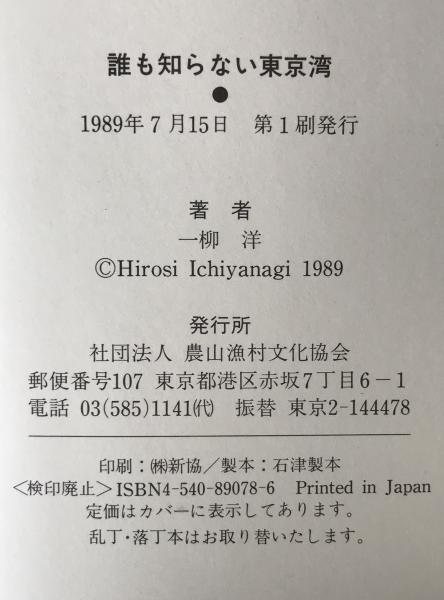 誰も知らない東京湾
●
1989年7月15日 第1刷発行
著者
一柳 洋
©Hirosi Ichiyanagi 1989
発行所
社団法人 農山漁村文化協会
郵便番号107 東京都港区赤坂7丁目6-1
電話 03(585)1141㈹ 振替 東京2-144478
印刷:㈱新協/製本:石津製本
<検印廃止>ISBN4-540-89078-6 Printed in Japan
定価はカバーに表示してあります。
乱丁・落丁本はお取り替いたします。